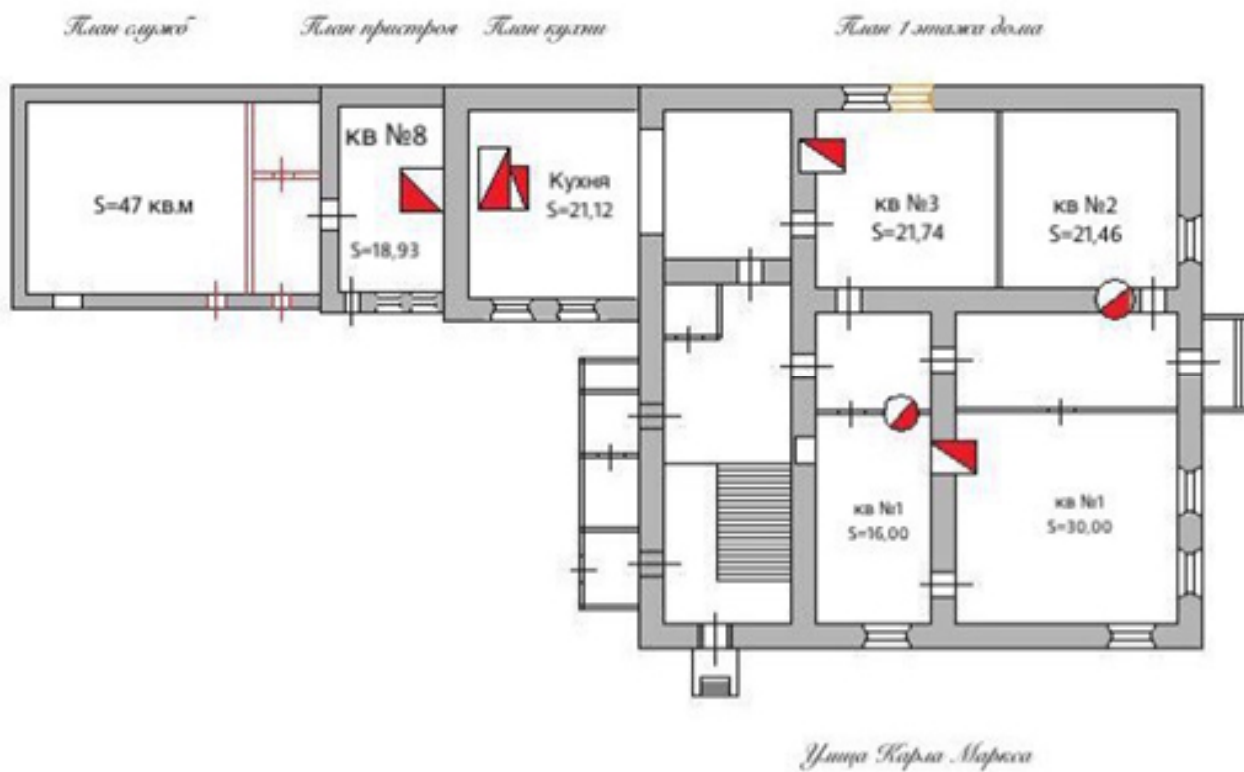 План служб
План пристроя
План кухни
План 1 этажа дома
S=47 кв.м
кв №8
S=18,93
Кухня
S=21,12
кв №3
S=21,74
кв №2
S=21,46
кв №1
S=16,00
кв №1
S=30,00
Улица Карла Маркса